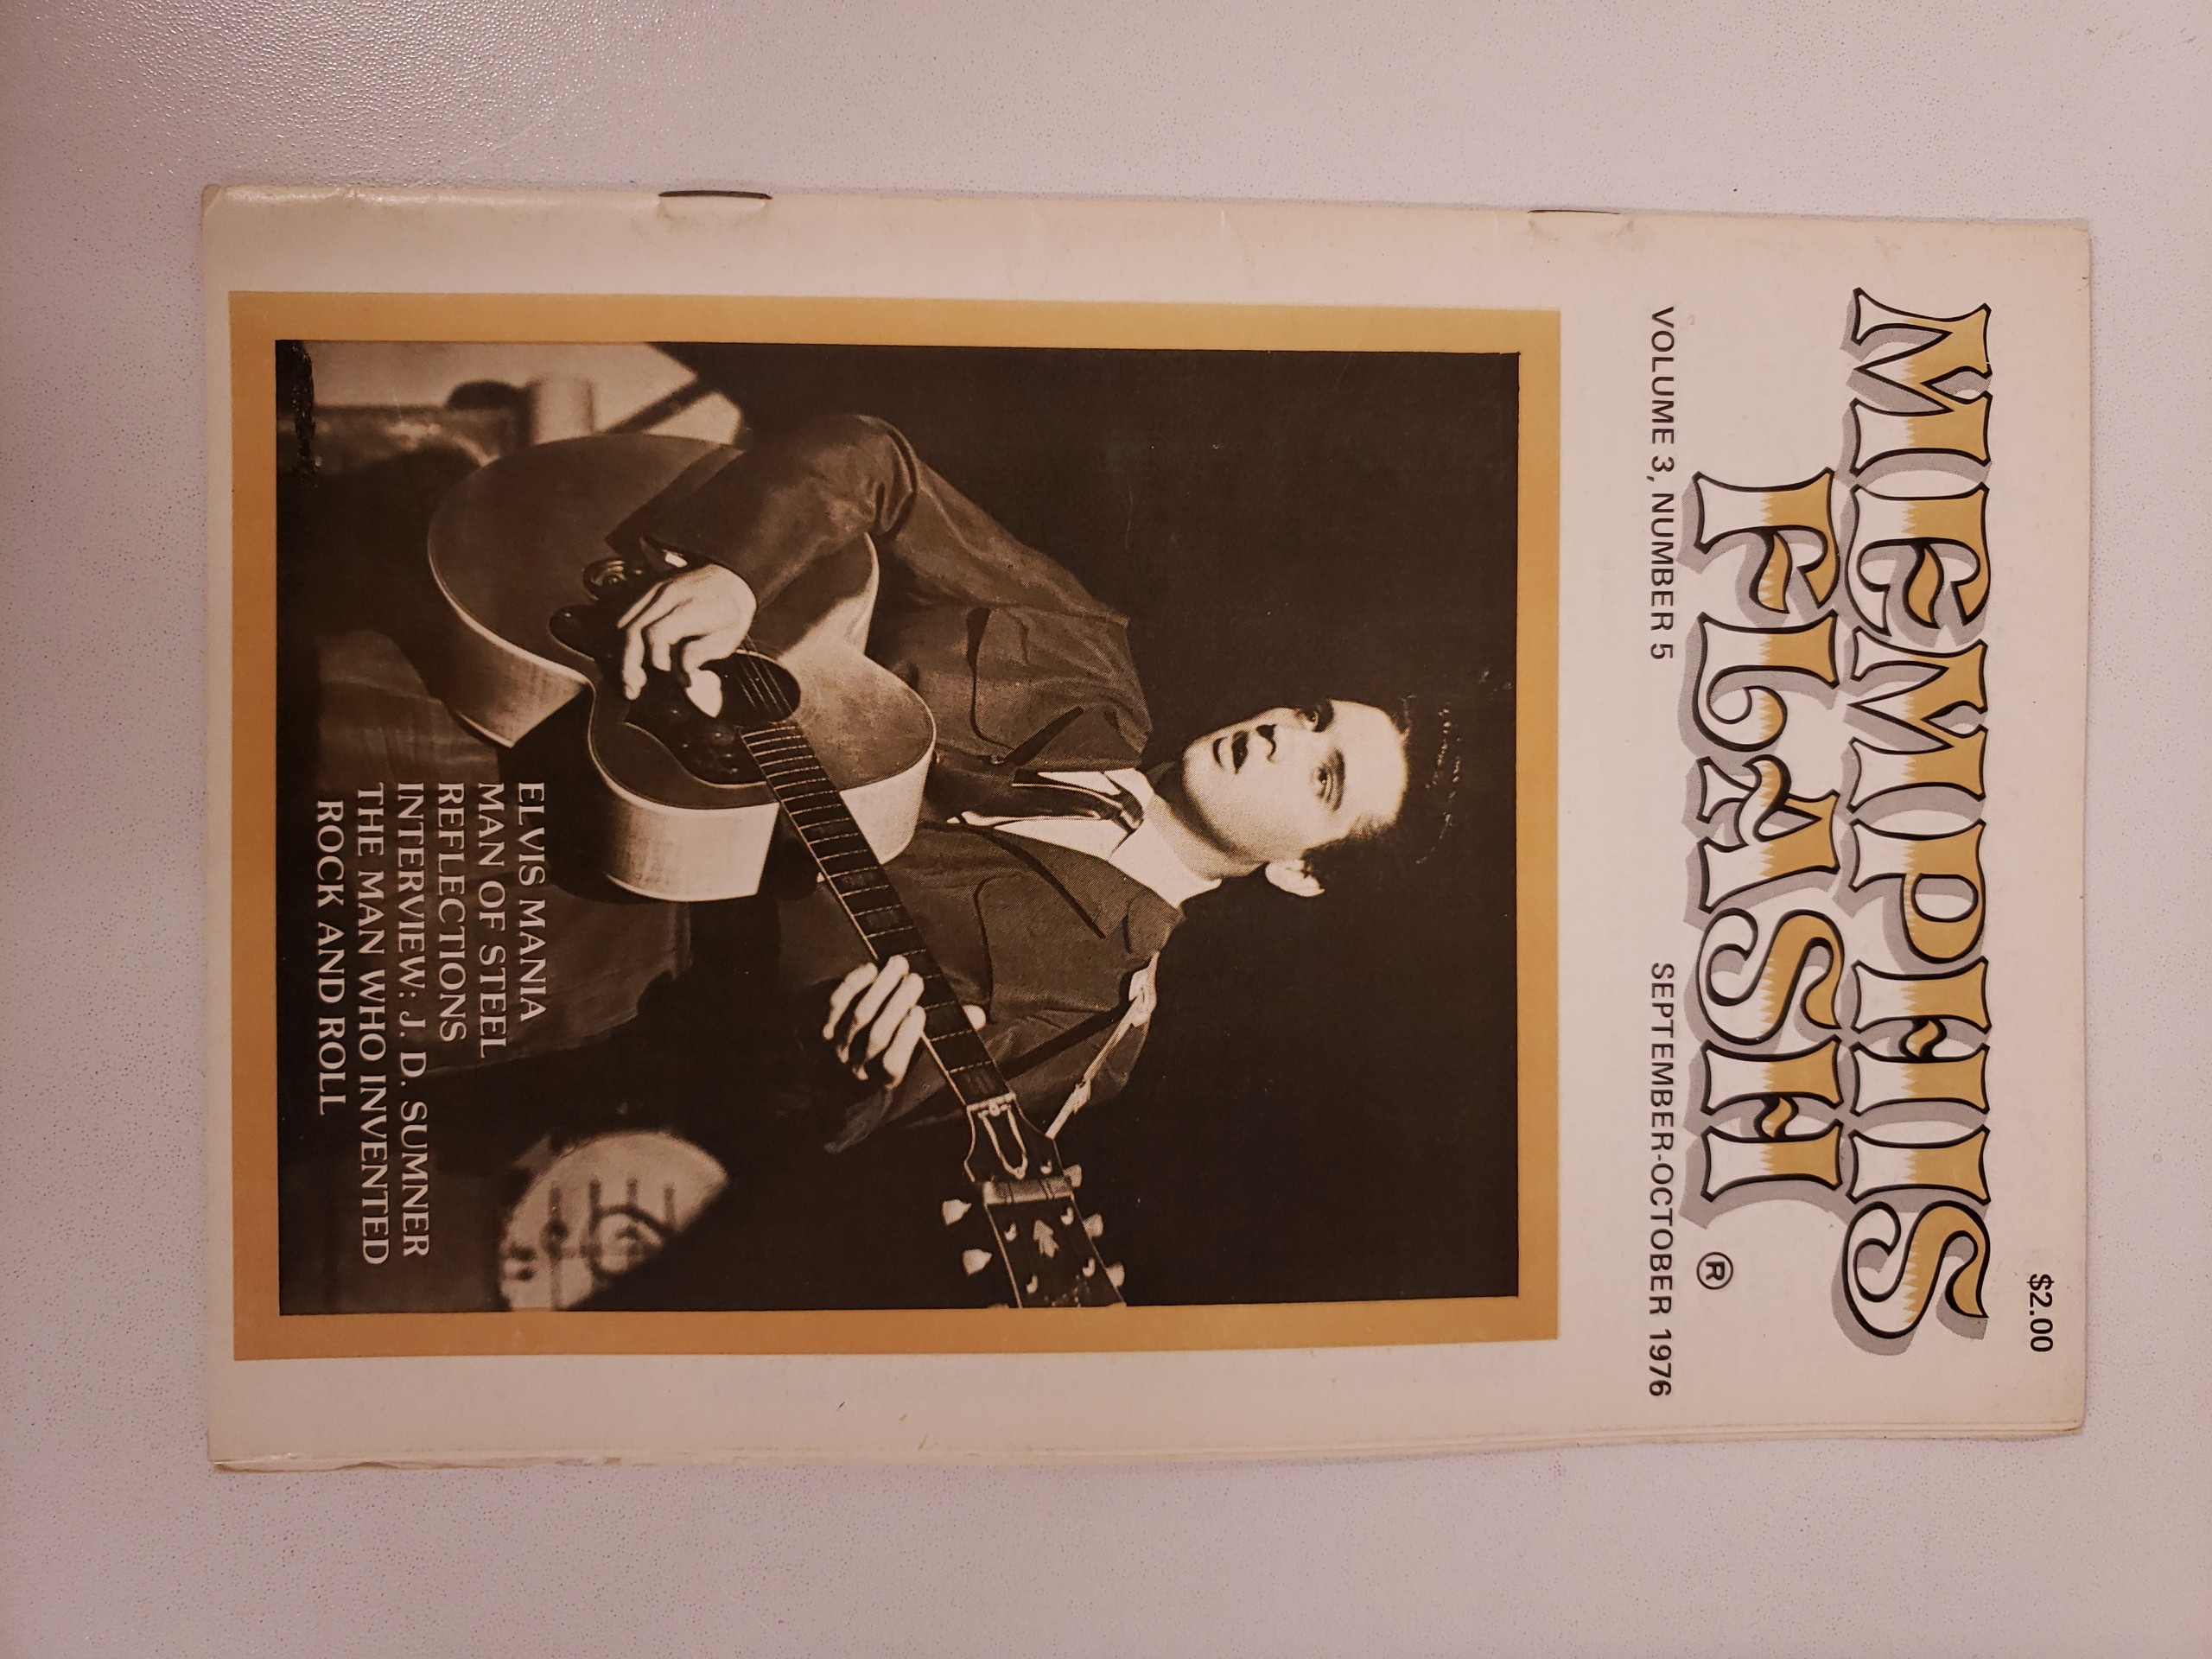 $2.00
MEMPHIS
FLASH ®
VOLUME 3, NUMBER 5 SEPTEMBER-OCTOBER 1976
ELVIS MANIA
MAN OF STEEL
REFLECTIONS
INTERVIEW: J. D. SUMNER
THE MAN WHO INVENTED
ROCK AND ROLL